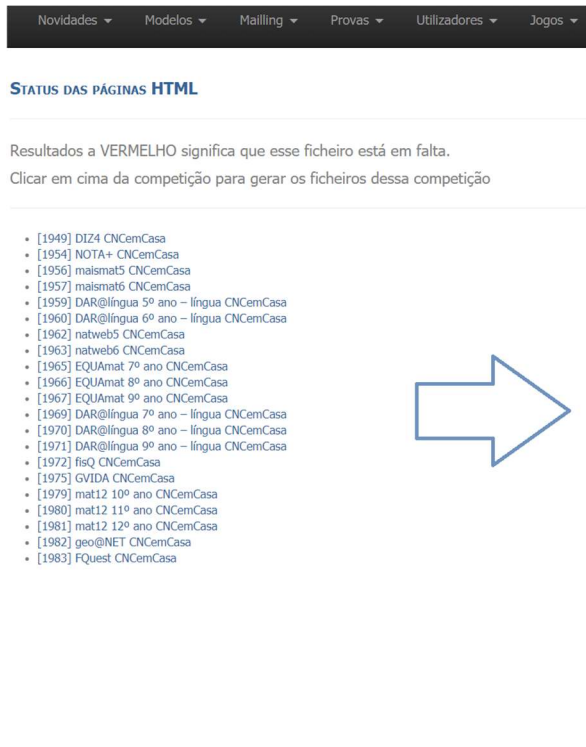 Novidades Modelos Mailling Provas Utilizadores Jogos
STATUS DAS PÁGINAS HTML
Resultados a VERMELHO significa que esse ficheiro está em falta.
Clicar em cima da competição para gerar os ficheiros dessa competição
[1949] DIZ4 CNCemCasa
[1954] NOTA+ CNCemCasa
[1956] maismat5 CNCemCasa
[1957] maismat6 CNCemCasa
[1959] DAR@língua 5º ano – língua CNCemCasa
[1960] DAR@língua 6º ano – língua CNCemCasa
[1962] natweb5 CNCemCasa
[1963] natweb6 CNCemCasa
[1965] EQUAmat 7º ano CNCemCasa
[1966] EQUAmat 8º ano CNCemCasa
[1967] EQUAmat 9º ano CNCemCasa
[1969] DAR@língua 7º ano – língua CNCemCasa
[1970] DAR@língua 8º ano – língua CNCemCasa
[1971] DAR@língua 9º ano – língua CNCemCasa
[1972] fisQ CNCemCasa
[1975] GVIDA CNCemCasa
[1979] mat12 10º ano CNCemCasa
[1980] mat12 11º ano CNCemCasa
[1981] mat12 12º ano CNCemCasa
[1982] geo@NET CNCemCasa
[1983] FQuest CNCemCasa